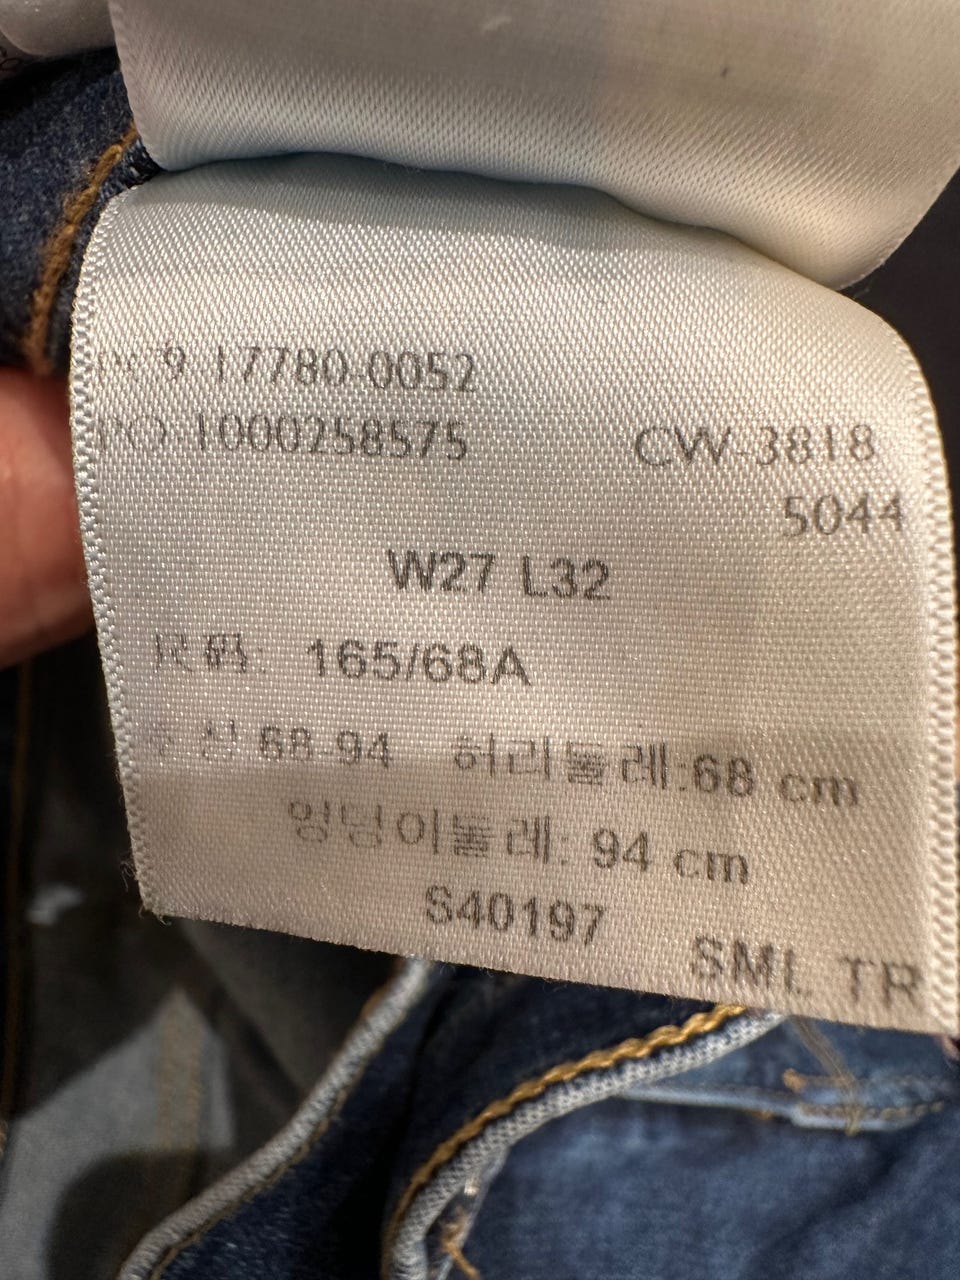 17780-0052
PO-1000258575 CW-3818
5044
W27 L32
尺码: 165/68A
68-94 허리둘레:68 cm
엉덩이둘레: 94 cm
S40197
SML TR